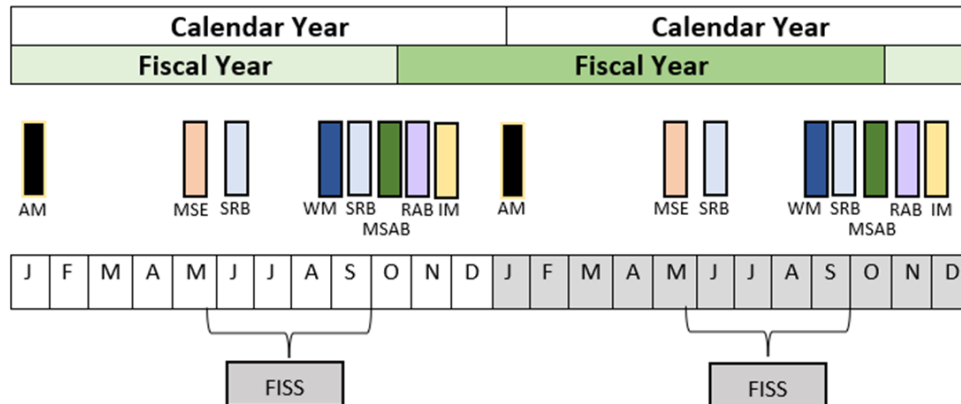 Calendar Year Calendar Year
Fiscal Year Fiscal Year
AM MSE SRB WM SRB RAB IM AM MSE SRB WM SRB RAB IM
MSAB MSAB
J F M A M J J A S O N D J F M A M J J A S O N D
FISS FISS